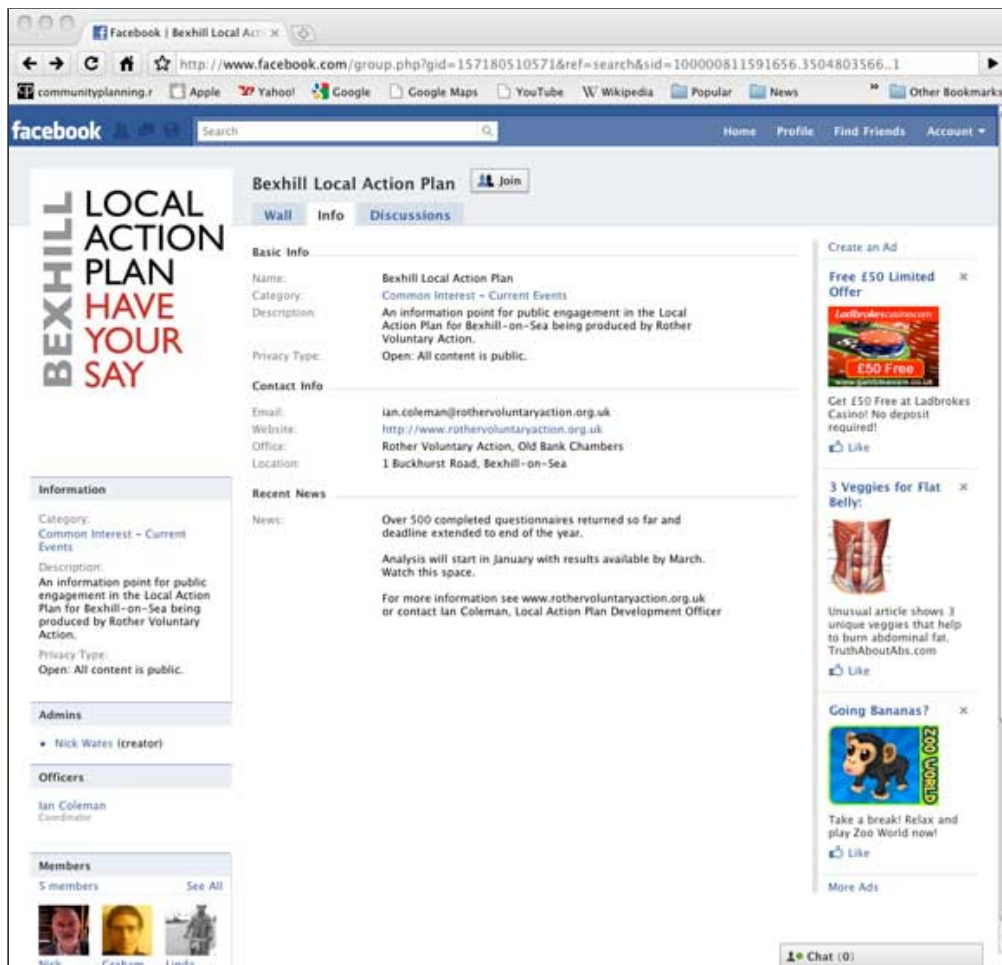 Facebook | Bexhill Local Act
http://www.facebook.com/group.php?gid=157180510571&ref=search&sid=100000811591656.3504803566..1
communityplanning.r Apple Yahoo! Google Google Maps YouTube W Wikipedia Popular News » Other Bookmarks
facebook Search Home Profile Find Friends Account
BEXHILL
LOCAL
ACTION
PLAN
HAVE
YOUR
SAY
Bexhill Local Action Plan Join
Wall Info Discussions
Basic Info
Name: Bexhill Local Action Plan
Category: Common Interest - Current Events
Description: An information point for public engagement in the Local
Action Plan for Bexhill-on-Sea being produced by Rother
Voluntary Action.
Privacy Type: Open: All content is public.
Contact Info
Email: ian.coleman@rothervoluntaryaction.org.uk
Website: http://www.rothervoluntaryaction.org.uk
Office: Rother Voluntary Action, Old Bank Chambers
Location: 1 Buckhurst Road, Bexhill-on-Sea
Recent News
News: Over 500 completed questionnaires returned so far and
deadline extended to end of the year.
Analysis will start in January with results available by March.
Watch this space.
For more information see www.rothervoluntaryaction.org.uk
or contact Ian Coleman, Local Action Plan Development Officer
Information
Category:
Common Interest - Current
Events
Description:
An information point for public
engagement in the Local Action
Plan for Bexhill-on-Sea being
produced by Rother Voluntary
Action.
Privacy Type:
Open: All content is public.
Admins
Nick Wates (creator)
Officers
Ian Coleman
Coordinator
Members
5 members See All
Nick Graham Linda
Create an Ad
Free £50 Limited
Offer
Ladbrokescasino.com
£50 Free
www.gambleaware.co.uk
Get £50 Free at Ladbrokes
Casino! No deposit
required!
Like
3 Veggies for Flat
Belly:
Unusual article shows 3
unique veggies that help
to burn abdominal fat.
TruthAboutAbs.com
Like
Going Bananas?
ZOO WORLD
Take a break! Relax and
play Zoo World now!
Like
More Ads
Chat (0)